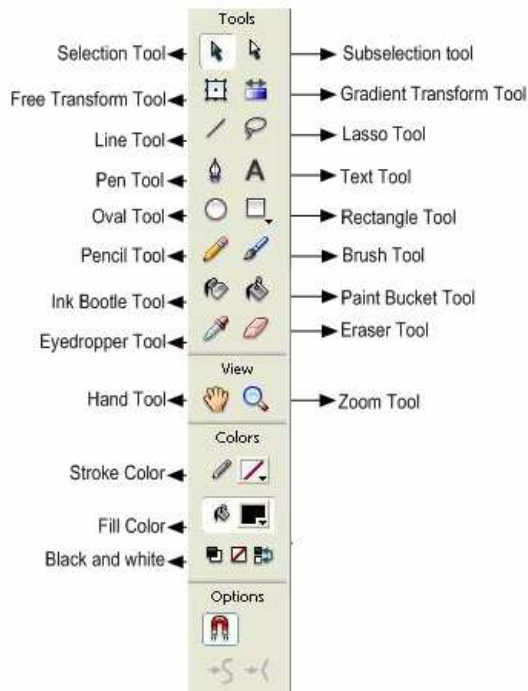 Tools
Selection Tool
Subselection tool
Free Transform Tool
Gradient Transform Tool
Line Tool
Lasso Tool
Pen Tool
A
Text Tool
Oval Tool
Rectangle Tool
Pencil Tool
Brush Tool
Ink Bootle Tool
Paint Bucket Tool
Eyedropper Tool
Eraser Tool
View
Hand Tool
Zoom Tool
Colors
Stroke Color
Fill Color
Black and white
Options